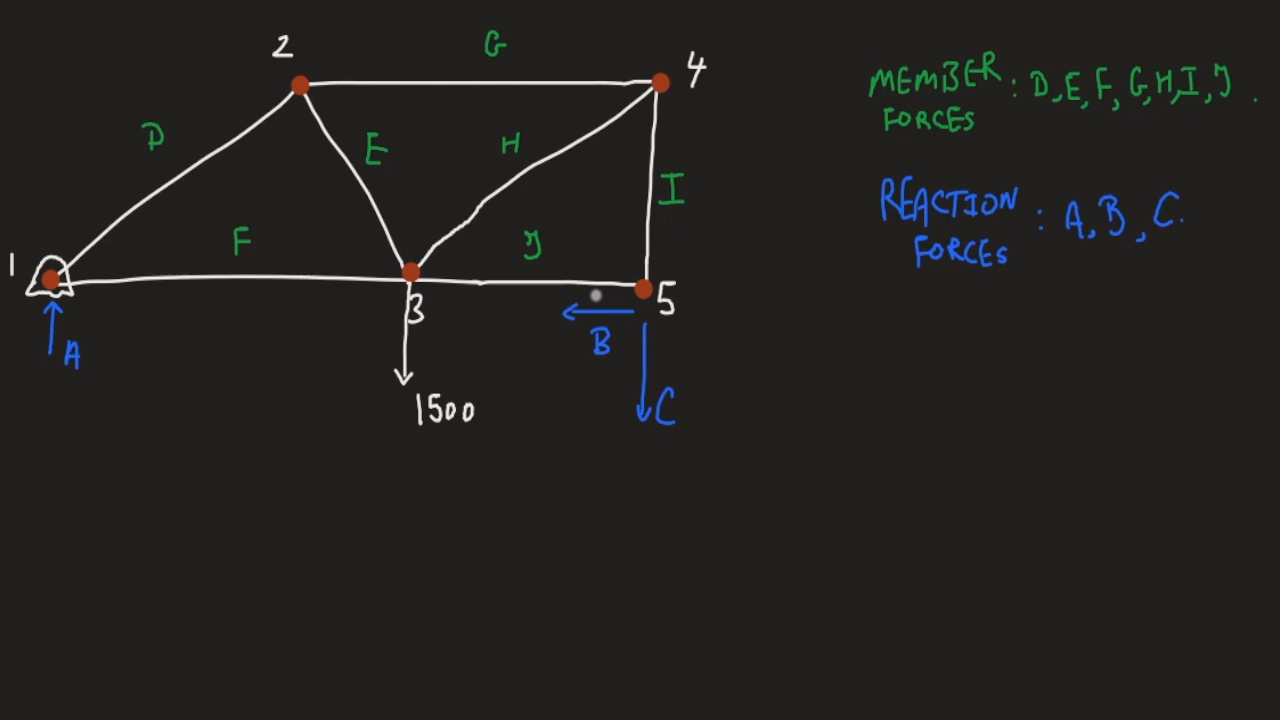 2
G
4
D
E
H
I
1
F
J
3
5
A
B
1500
C
MEMBER : D, E, F, G, H, I, J.
FORCES
REACTION : A, B, C.
FORCES